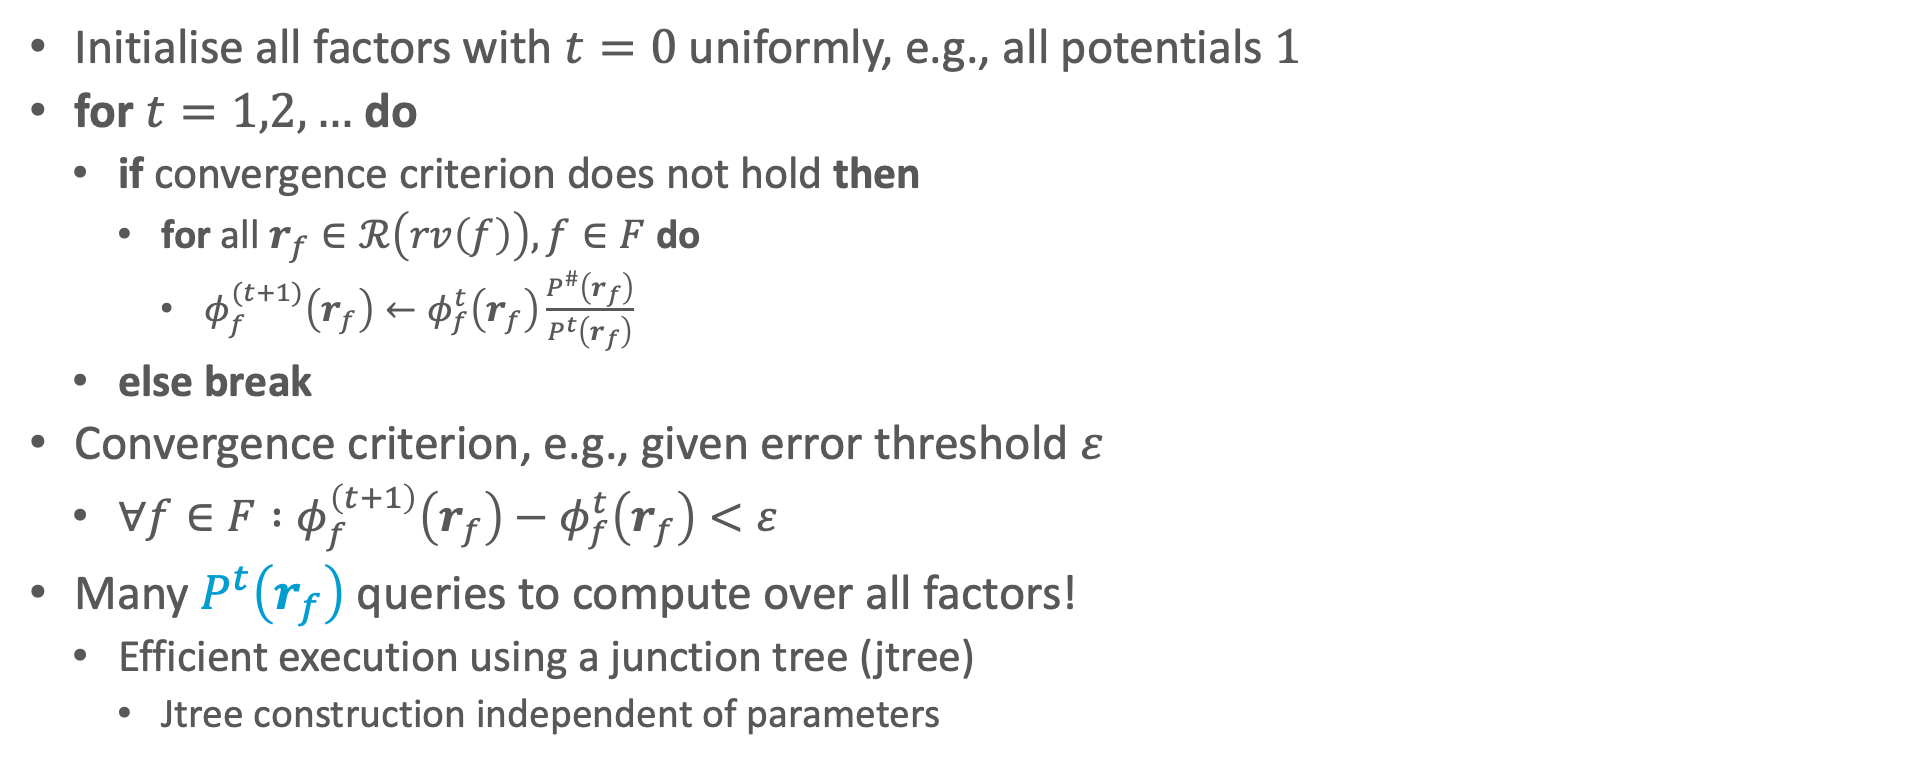 • Initialise all factors with t = 0 uniformly, e.g., all potentials 1
• for t = 1,2, … do
• if convergence criterion does not hold then
• for all 𝒓_f ∈ ℛ(rv(f)), f ∈ F do
• ϕ_f^(t+1)(𝒓_f) ← ϕ_f^t(𝒓_f) P^#(𝒓_f)/P^t(𝒓_f)
• else break
• Convergence criterion, e.g., given error threshold ε
• ∀f ∈ F : ϕ_f^(t+1)(𝒓_f) − ϕ_f^t(𝒓_f) < ε
• Many P^t(𝒓_f) queries to compute over all factors!
• Efficient execution using a junction tree (jtree)
• Jtree construction independent of parameters